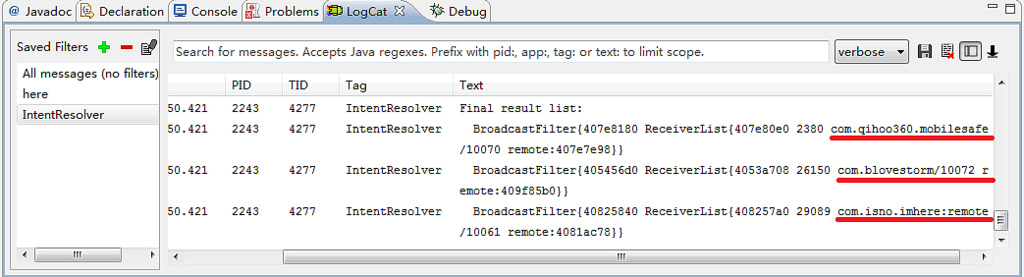 @ Javadoc Declaration Console Problems LogCat Debug
Saved Filters
All messages (no filters)
here
IntentResolver
Search for messages. Accepts Java regexes. Prefix with pid:, app:, tag: or text: to limit scope.
verbose
PID TID Tag Text
50.421 2243 4277 IntentResolver Final result list:
50.421 2243 4277 IntentResolver BroadcastFilter{407e8180 ReceiverList{407e80e0 2380 com.qihoo360.mobilesafe
/10070 remote:407e7e98}}
50.421 2243 4277 IntentResolver BroadcastFilter{405456d0 ReceiverList{4053a708 26150 com.blovestorm/10072 r
emote:409f85b0}}
50.421 2243 4277 IntentResolver BroadcastFilter{40825840 ReceiverList{408257a0 29089 com.isno.imhere:remote
/10061 remote:4081ac78}}